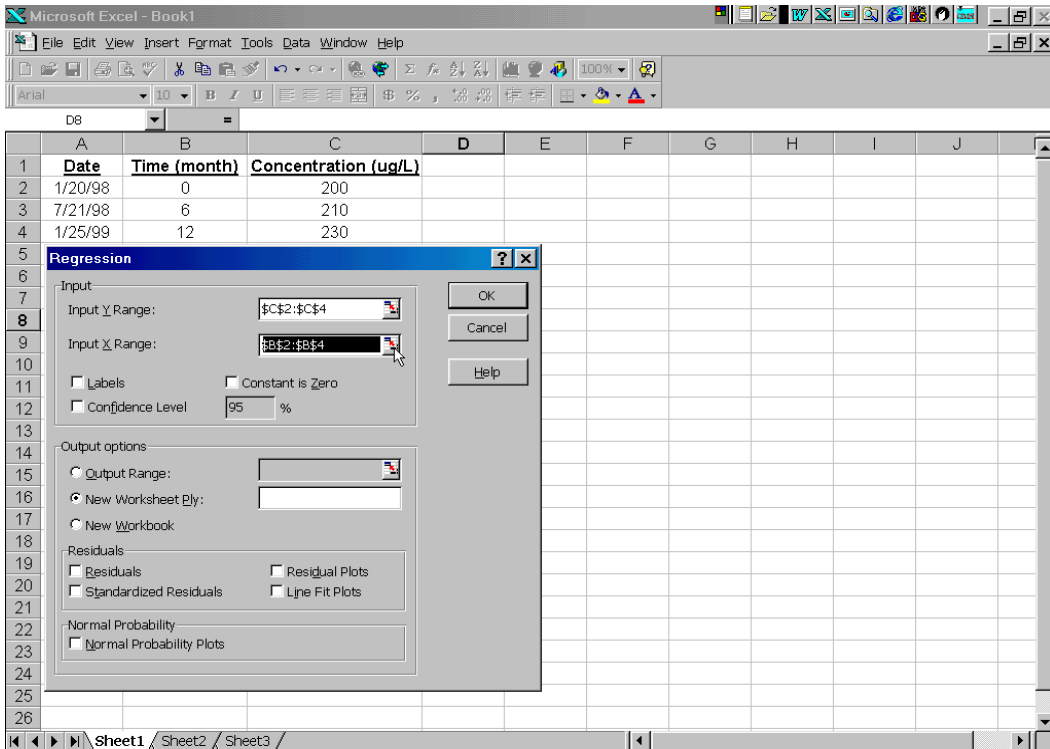 Microsoft Excel - Book1
File Edit View Insert Format Tools Data Window Help
100%
Arial 10 B I U $ % ,
D8 =
A B C D E F G H I J
1 Date Time (month) Concentration (ug/L)
2 1/20/98 0 200
3 7/21/98 6 210
4 1/25/99 12 230
5
6
7
8
9
10
11
12
13
14
15
16
17
18
19
20
21
22
23
24
25
26
Regression ?
Input
Input Y Range: $C$2:$C$4
Input X Range: $B$2:$B$4
Labels Constant is Zero
Confidence Level 95 %
OK
Cancel
Help
Output options
Output Range:
New Worksheet Ply:
New Workbook
Residuals
Residuals Residual Plots
Standardized Residuals Line Fit Plots
Normal Probability
Normal Probability Plots
Sheet1 Sheet2 Sheet3